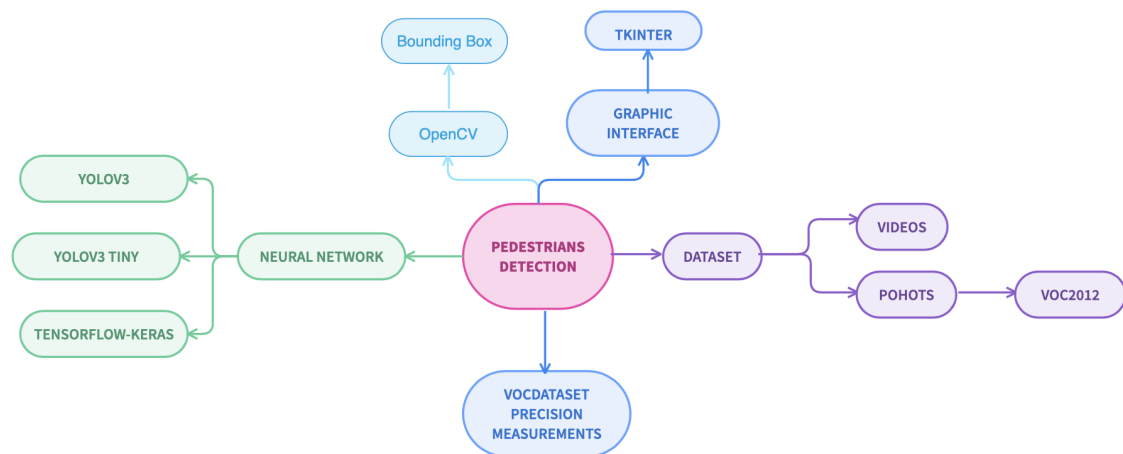 Bounding Box
TKINTER
OpenCV
GRAPHIC
INTERFACE
YOLOV3
YOLOV3 TINY
TENSORFLOW-KERAS
NEURAL NETWORK
PEDESTRIANS
DETECTION
DATASET
VIDEOS
POHOTS
VOC2012
VOCDATASET
PRECISION
MEASUREMENTS